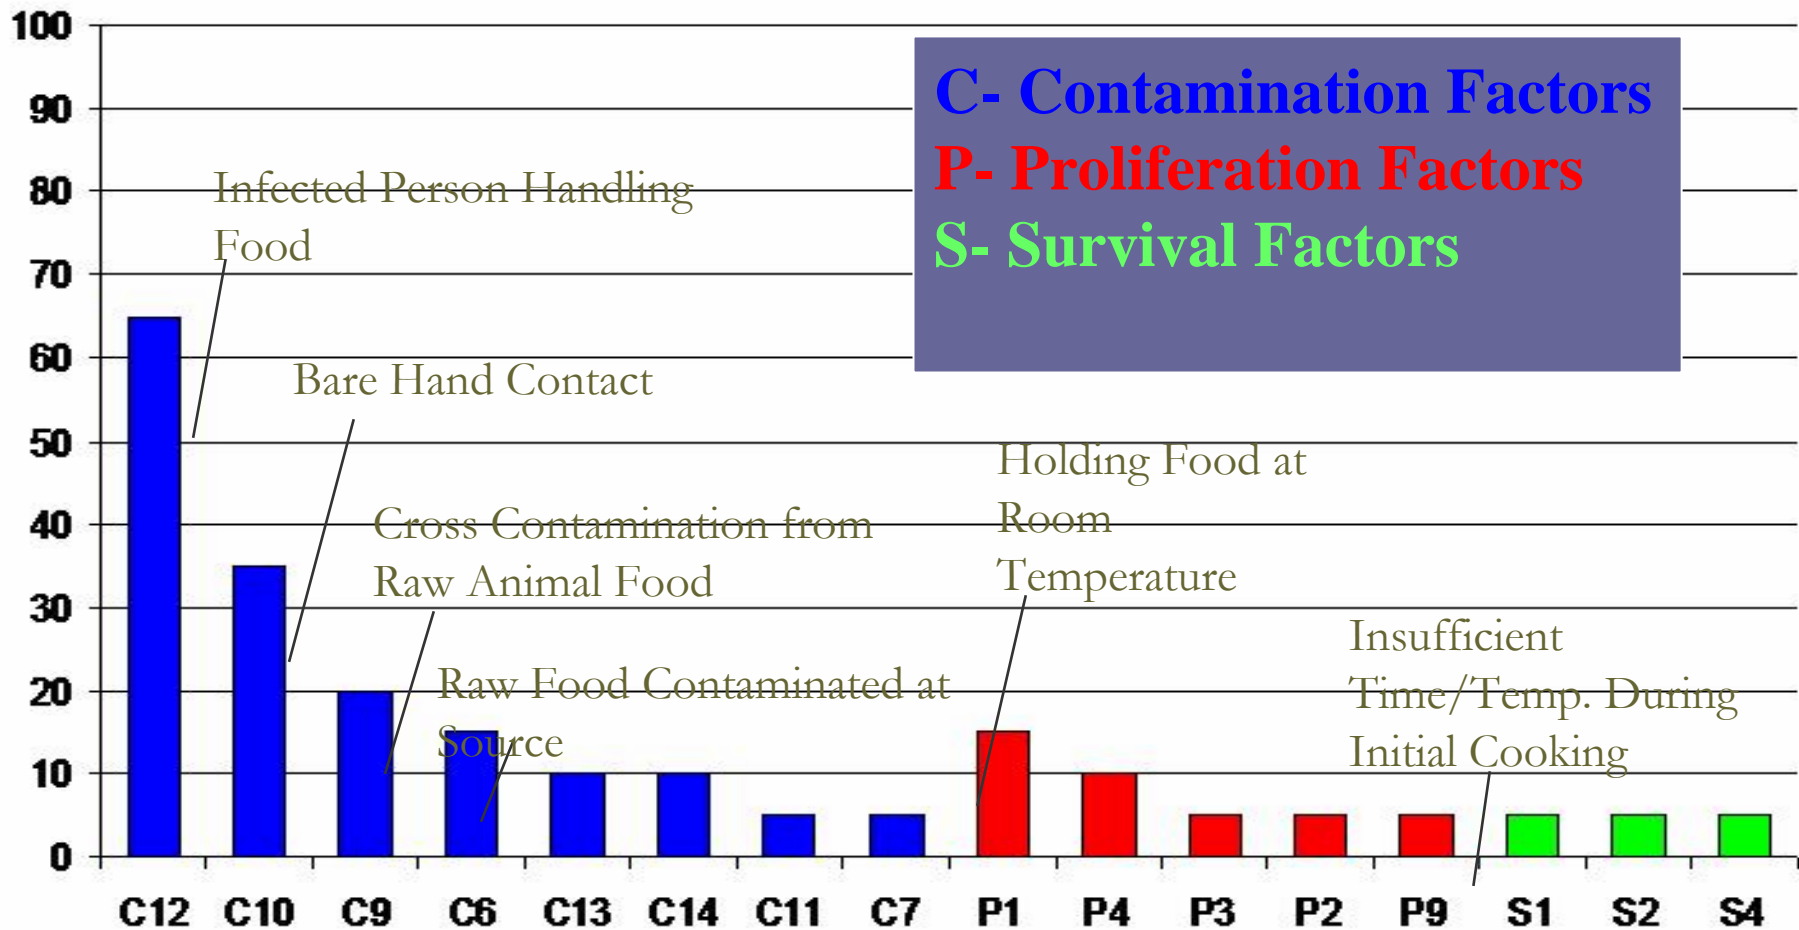 100
90
80
70
60
50
40
30
20
10
0
C- Contamination Factors
P- Proliferation Factors
S- Survival Factors
Infected Person Handling
Food
Bare Hand Contact
Cross Contamination from
Raw Animal Food
Raw Food Contaminated at
Source
Holding Food at
Room
Temperature
Insufficient
Time/Temp. During
Initial Cooking
C12 C10 C9 C6 C13 C14 C11 C7 P1 P4 P3 P2 P9 S1 S2 S4